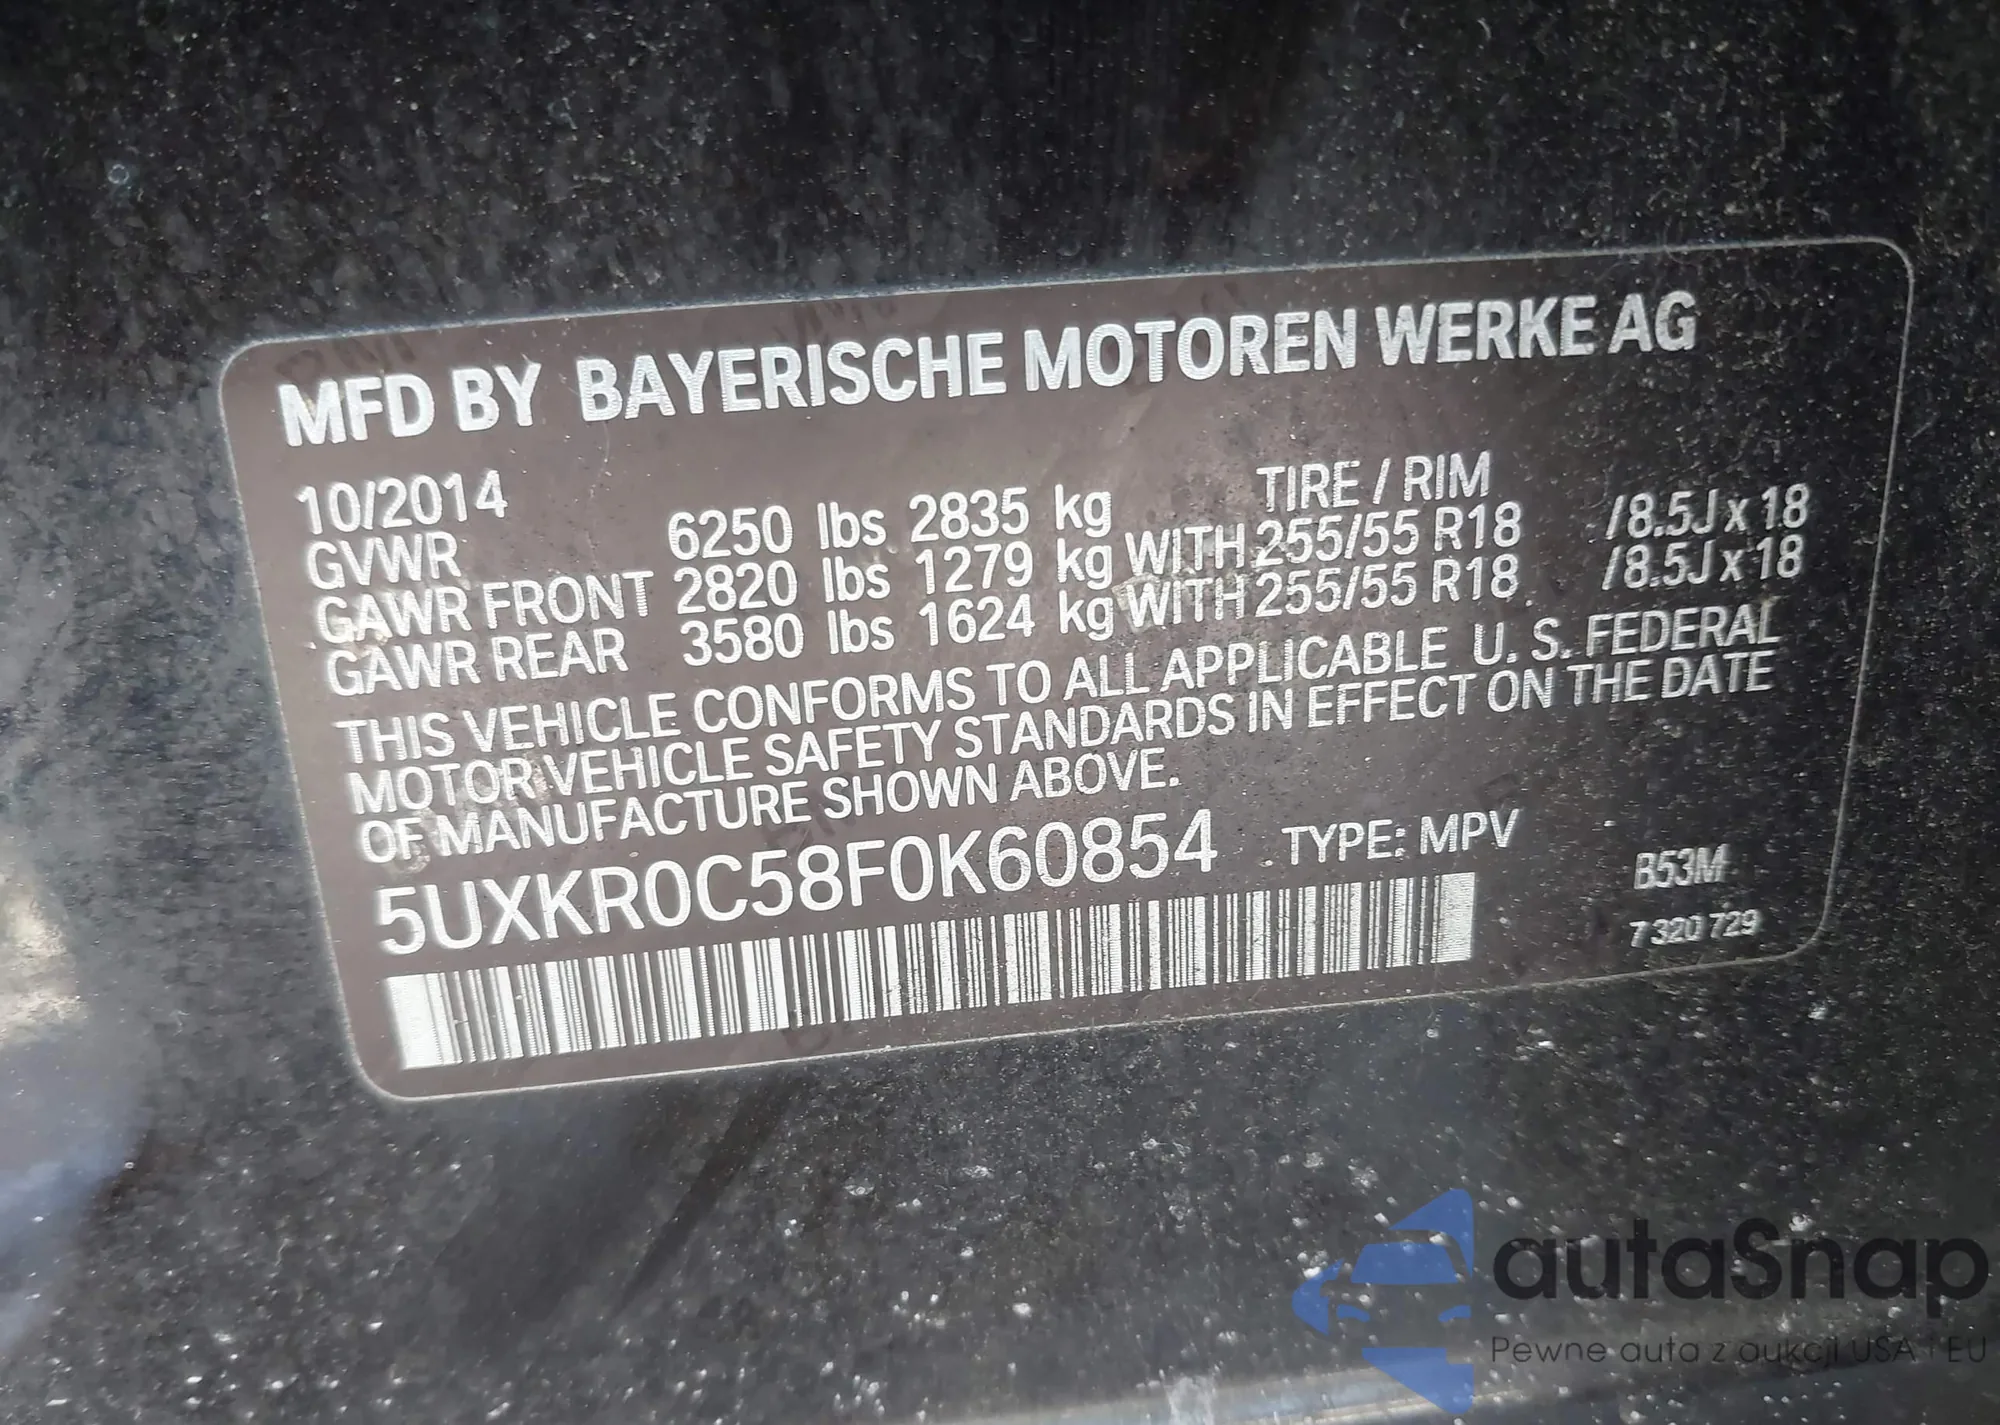 MFD BY BAYERISCHE MOTOREN WERKE AG
10/2014 TIRE / RIM
GVWR 6250 lbs 2835 kg
GAWR FRONT 2820 lbs 1279 kg WITH 255/55 R18 /8.5J x 18
GAWR REAR 3580 lbs 1624 kg WITH 255/55 R18 /8.5J x 18
THIS VEHICLE CONFORMS TO ALL APPLICABLE U. S. FEDERAL
MOTOR VEHICLE SAFETY STANDARDS IN EFFECT ON THE DATE
OF MANUFACTURE SHOWN ABOVE.
5UXKR0C58F0K60854 TYPE: MPV
B53M
7 320 729
autaSnap
Pewne auta z aukcji USA i EU